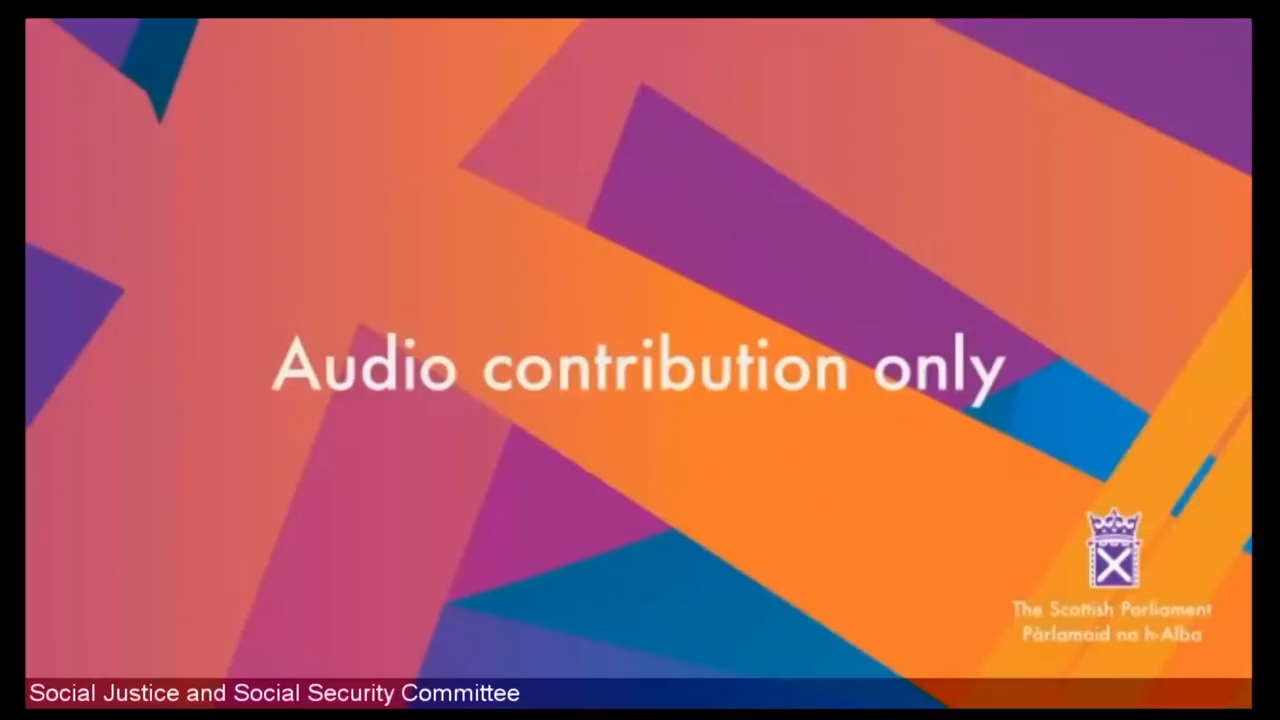 Audio contribution only
The Scottish Parliament
Pàrlamaid na h-Alba
Social Justice and Social Security Committee